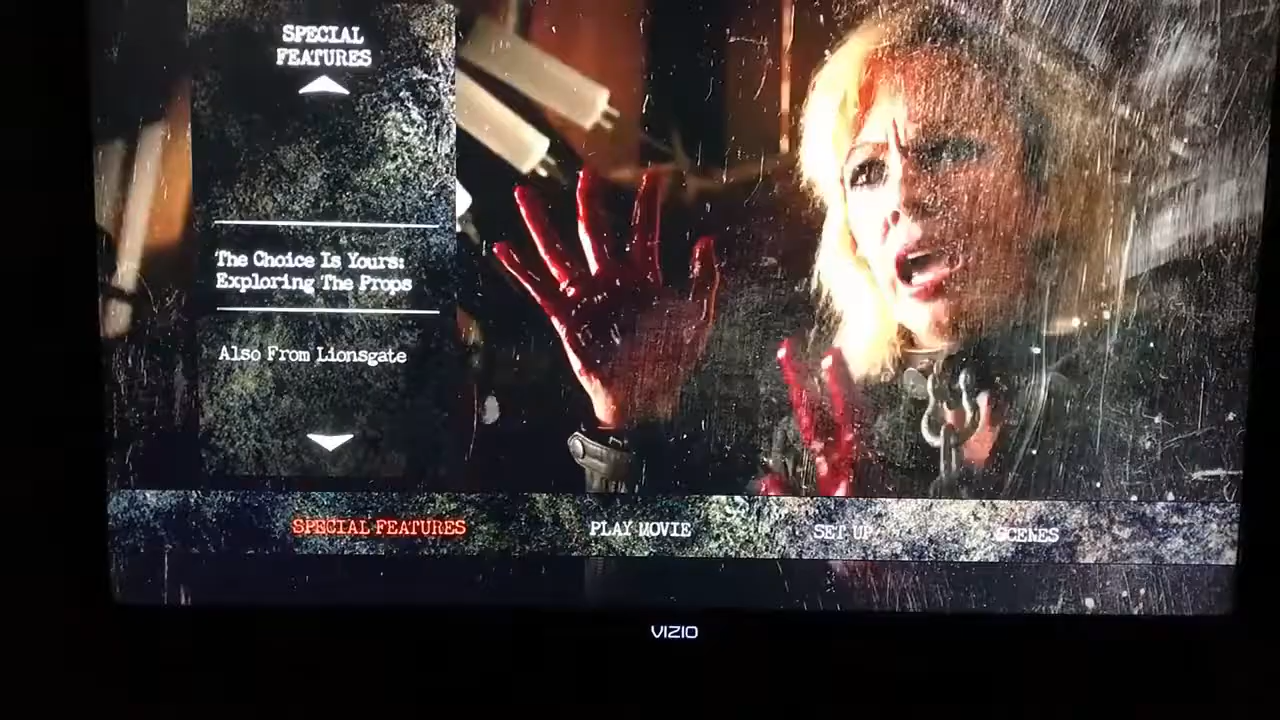 SPECIAL
FEATURES
The Choice Is Yours:
Exploring The Props
Also From Lionsgate
SPECIAL FEATURES
PLAY MOVIE
SET UP
SCENES
VIZIO